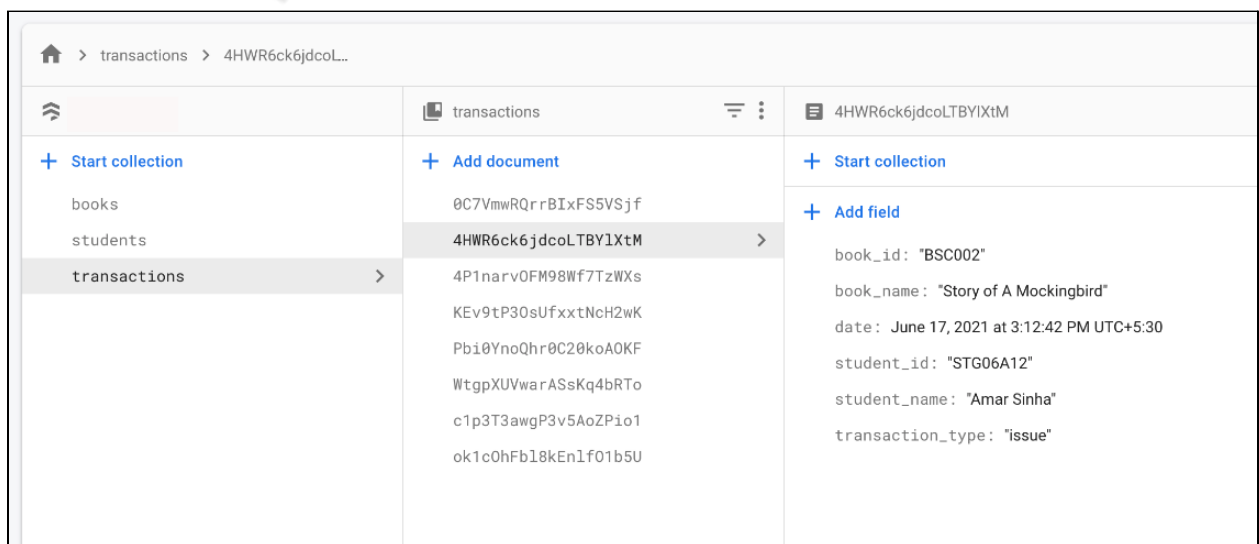 transactions > 4HWR6ck6jdcoL...
transactions
4HWR6ck6jdcoLTBYlXtM
+ Start collection
+ Add document
+ Start collection
books
students
transactions
0C7VmwRQrrBIxFS5VSjf
4HWR6ck6jdcoLTBYlXtM
4P1narvOFM98Wf7TzWXs
KEv9tP3OsUfxxtNcH2wK
Pbi0YnoQhr0C20koAOKF
WtgpXUVwarASsKq4bRTo
c1p3T3awgP3v5AoZPio1
ok1cOhFbl8kEnlfO1b5U
+ Add field
book_id: "BSC002"
book_name: "Story of A Mockingbird"
date: June 17, 2021 at 3:12:42 PM UTC+5:30
student_id: "STG06A12"
student_name: "Amar Sinha"
transaction_type: "issue"